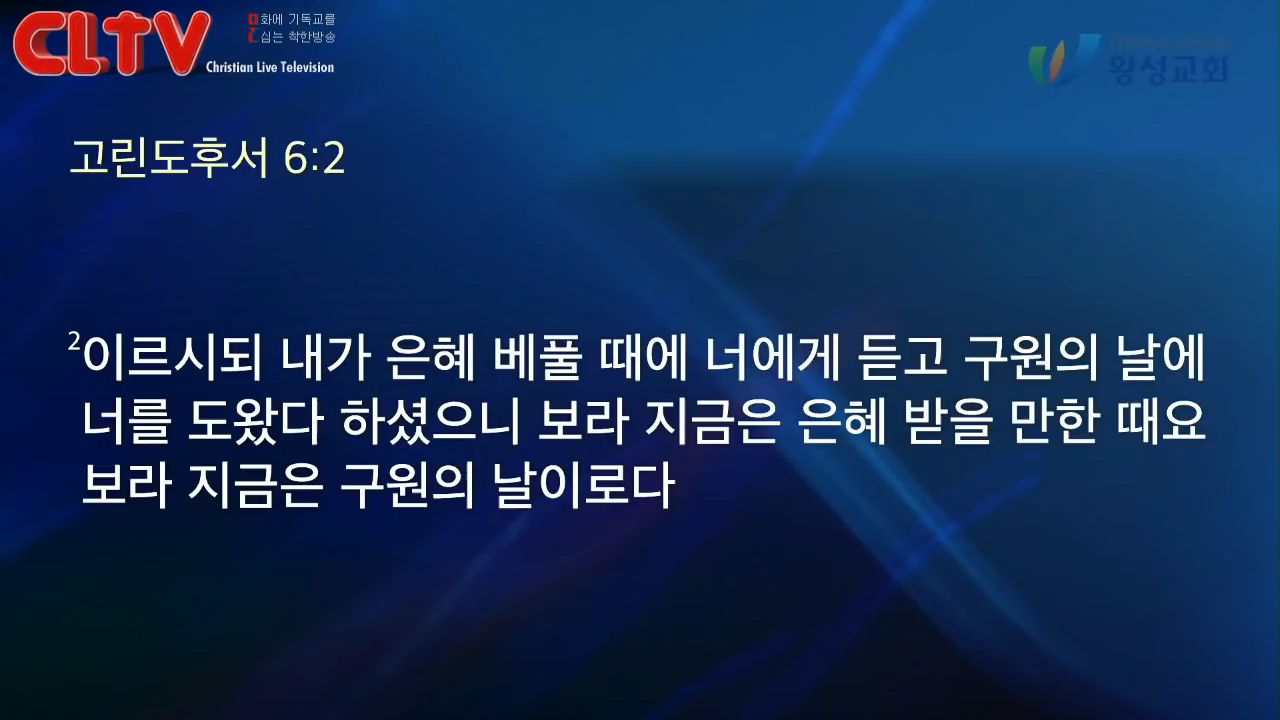 CLTV
문화에 기독교를
심는 착한방송
Christian Live Television
왕성교회
고린도후서 6:2
2이르시되 내가 은혜 베풀 때에 너에게 듣고 구원의 날에
너를 도왔다 하셨으니 보라 지금은 은혜 받을 만한 때요
보라 지금은 구원의 날이로다